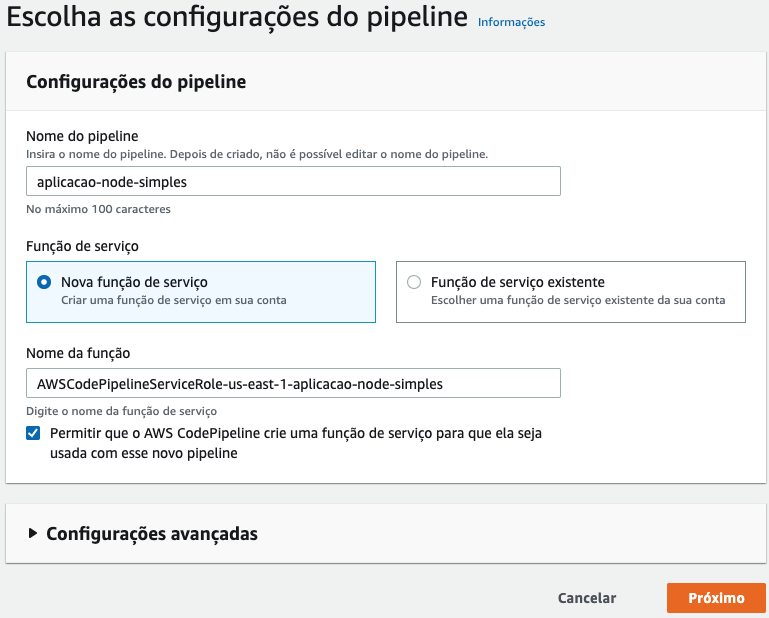 Escolha as configurações do pipeline Informações
Configurações do pipeline
Nome do pipeline
Insira o nome do pipeline. Depois de criado, não é possível editar o nome do pipeline.
aplicacao-node-simples
No máximo 100 caracteres
Função de serviço
Nova função de serviço
Criar uma função de serviço em sua conta
Função de serviço existente
Escolher uma função de serviço existente da sua conta
Nome da função
AWSCodePipelineServiceRole-us-east-1-aplicacao-node-simples
Digite o nome da função de serviço
Permitir que o AWS CodePipeline crie uma função de serviço para que ela seja
usada com esse novo pipeline
Configurações avançadas
Cancelar
Próximo